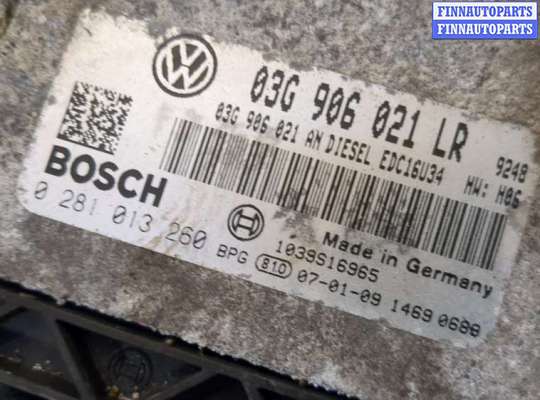 FINNAUTOPARTS
FINNAUTOPARTS
03G 906 021 LR 9248
03G 906 021 AN DIESEL EDC16U34 HW: H06
BOSCH
0 281 013 260
1039S16965
Made in Germany
BPG 810 07-01-09 1469 0688